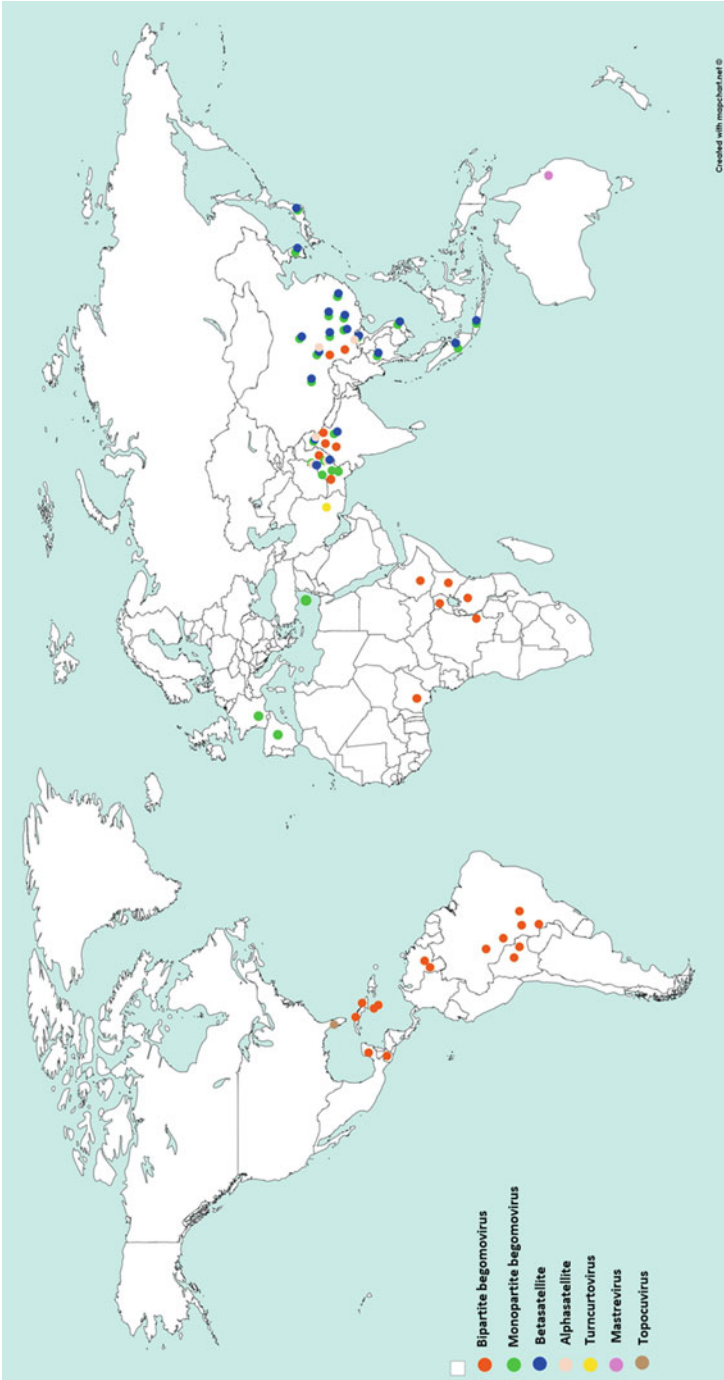 Bipartite begomovirus
Monopartite begomovirus
Betasatellite
Alphasatellite
Turncurtovirus
Mastrevirus
Topocuvirus
Created with mapchart.net ©